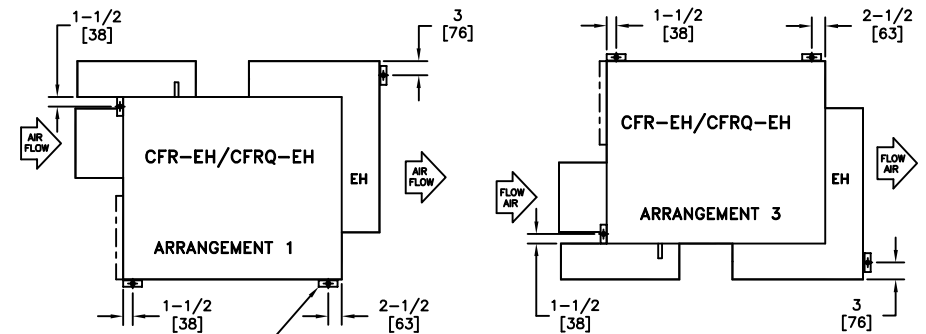 1-1/2
[38]
3
[76]
AIR
FLOW
CFR-EH/CFRQ-EH
EH
AIR
FLOW
ARRANGEMENT 1
1-1/2
[38]
2-1/2
[63]
1-1/2
[38]
2-1/2
[63]
CFR-EH/CFRQ-EH
FLOW
AIR
EH
FLOW
AIR
ARRANGEMENT 3
1-1/2
[38]
3
[76]